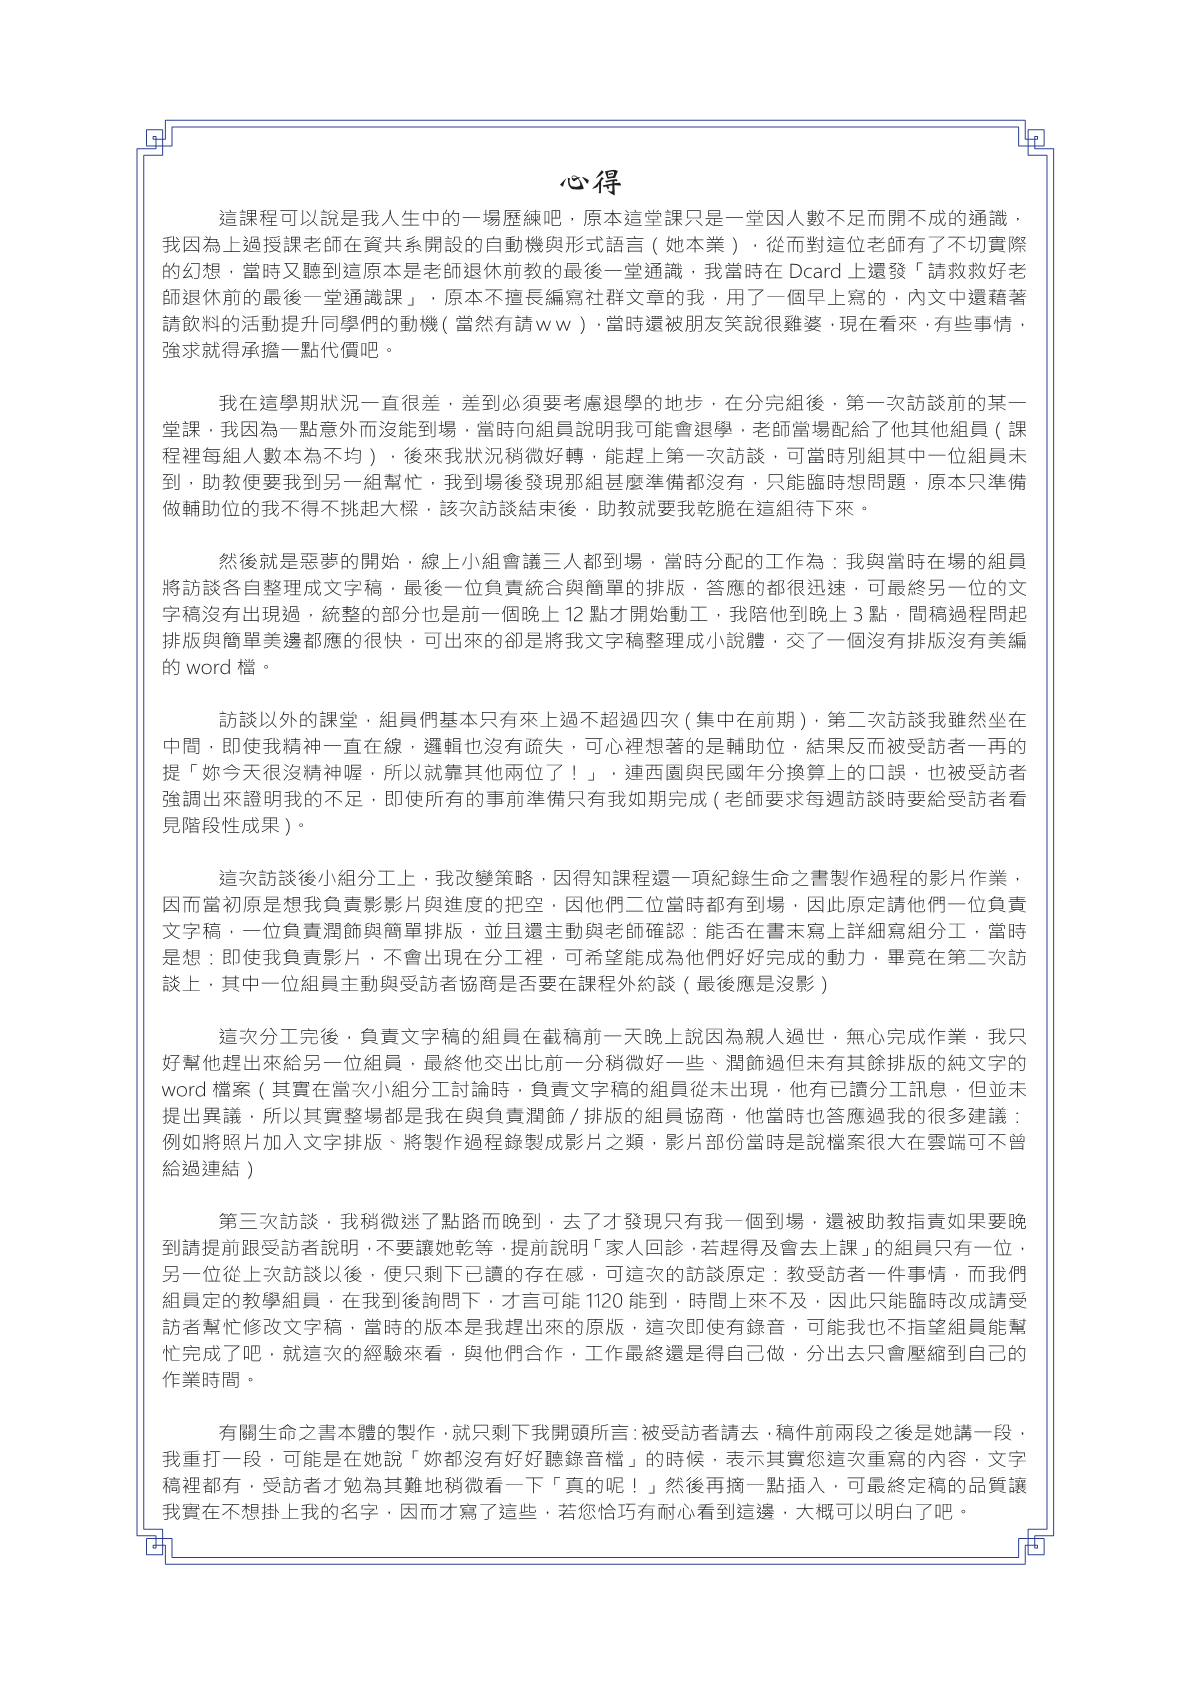 心得
這課程可以說是我人生中的一場歷練吧，原本這堂課只是一堂因人數不足而開不成的通識，
我因為上過授課老師在資共系開設的自動機與形式語言（她本業），從而對這位老師有了不切實際
的幻想，當時又聽到這原本是老師退休前教的最後一堂通識，我當時在 Dcard 上還發「請救救好老
師退休前的最後一堂通識課」，原本不擅長編寫社群文章的我，用了一個早上寫的，內文中還藉著
請飲料的活動提升同學們的動機（當然有請ｗｗ），當時還被朋友笑說很雞婆，現在看來，有些事情，
強求就得承擔一點代價吧。
我在這學期狀況一直很差，差到必須要考慮退學的地步，在分完組後，第一次訪談前的某一
堂課，我因為一點意外而沒能到場，當時向組員說明我可能會退學，老師當場配給了他其他組員（課
程裡每組人數本為不均），後來我狀況稍微好轉，能趕上第一次訪談，可當時別組其中一位組員未
到，助教便要我到另一組幫忙，我到場後發現那組甚麼準備都沒有，只能臨時想問題，原本只準備
做輔助位的我不得不挑起大樑，該次訪談結束後，助教就要我乾脆在這組待下來。
然後就是惡夢的開始，線上小組會議三人都到場，當時分配的工作為：我與當時在場的組員
將訪談各自整理成文字稿，最後一位負責統合與簡單的排版，答應的都很迅速，可最終另一位的文
字稿沒有出現過，統整的部分也是前一個晚上 12 點才開始動工，我陪他到晚上 3 點，間稿過程問起
排版與簡單美邊都應的很快，可出來的卻是將我文字稿整理成小說體，交了一個沒有排版沒有美編
的 word 檔。
訪談以外的課堂，組員們基本只有來上過不超過四次 ( 集中在前期 )，第二次訪談我雖然坐在
中間，即使我精神一直在線，邏輯也沒有疏失，可心裡想著的是輔助位，結果反而被受訪者一再的
提「妳今天很沒精神喔，所以就靠其他兩位了！」，連西園與民國年分換算上的口誤，也被受訪者
強調出來證明我的不足，即使所有的事前準備只有我如期完成 ( 老師要求每週訪談時要給受訪者看
見階段性成果 )。
這次訪談後小組分工上，我改變策略，因得知課程還一項紀錄生命之書製作過程的影片作業，
因而當初原是想我負責影影片與進度的把空，因他們二位當時都有到場，因此原定請他們一位負責
文字稿，一位負責潤飾與簡單排版，並且還主動與老師確認：能否在書末寫上詳細寫組分工，當時
是想：即使我負責影片，不會出現在分工裡，可希望能成為他們好好完成的動力，畢竟在第二次訪
談上，其中一位組員主動與受訪者協商是否要在課程外約談（最後應是沒影）
這次分工完後，負責文字稿的組員在截稿前一天晚上說因為親人過世，無心完成作業，我只
好幫他趕出來給另一位組員，最終他交出比前一分稍微好一些、潤飾過但未有其餘排版的純文字的
word 檔案（其實在當次小組分工討論時，負責文字稿的組員從未出現，他有已讀分工訊息，但並未
提出異議，所以其實整場都是我在與負責潤飾 / 排版的組員協商，他當時也答應過我的很多建議：
例如將照片加入文字排版、將製作過程錄製成影片之類，影片部份當時是說檔案很大在雲端可不曾
給過連結）
第三次訪談，我稍微迷了點路而晚到，去了才發現只有我一個到場，還被助教指責如果要晚
到請提前跟受訪者說明，不要讓她乾等，提前說明「家人回診，若趕得及會去上課」的組員只有一位，
另一位從上次訪談以後，便只剩下已讀的存在感，可這次的訪談原定：教受訪者一件事情，而我們
組員定的教學組員，在我到後詢問下，才言可能 1120 能到，時間上來不及，因此只能臨時改成請受
訪者幫忙修改文字稿，當時的版本是我趕出來的原版，這次即使有錄音，可能我也不指望組員能幫
忙完成了吧，就這次的經驗來看，與他們合作，工作最終還是得自己做，分出去只會壓縮到自己的
作業時間。
有關生命之書本體的製作，就只剩下我開頭所言：被受訪者請去，稿件前兩段之後是她講一段，
我重打一段，可能是在她說「妳都沒有好好聽錄音檔」的時候，表示其實您這次重寫的內容，文字
稿裡都有，受訪者才勉為其難地稍微看一下「真的呢！」然後再摘一點插入，可最終定稿的品質讓
我實在不想掛上我的名字，因而才寫了這些，若您恰巧有耐心看到這邊，大概可以明白了吧。